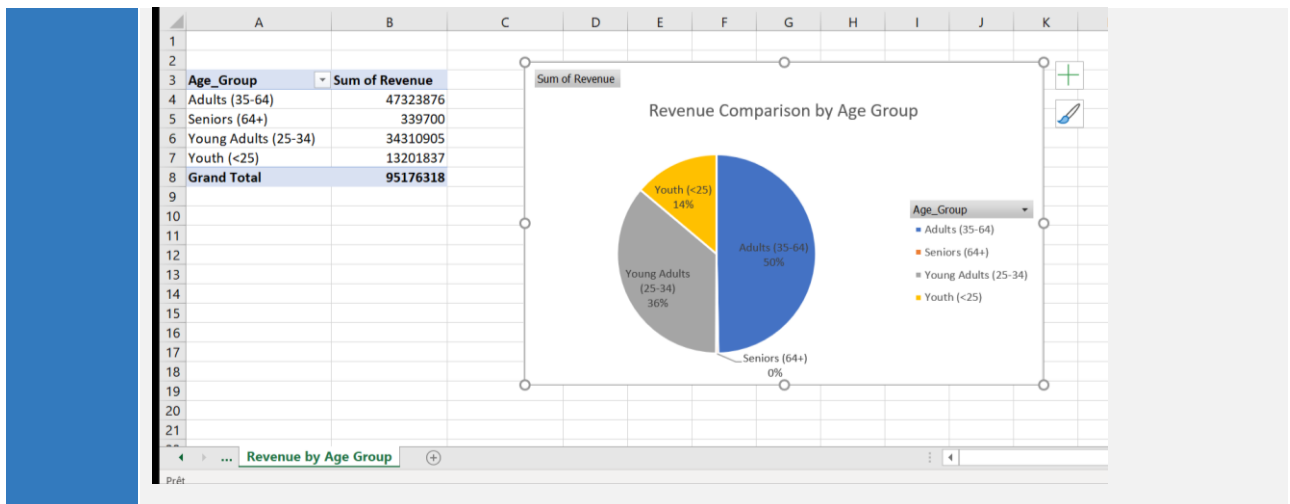 A B C D E F G H I J K
1
2
3 Age_Group Sum of Revenue
4 Adults (35-64) 47323876
5 Seniors (64+) 339700
6 Young Adults (25-34) 34310905
7 Youth (<25) 13201837
8 Grand Total 95176318
9
10
11
12
13
14
15
16
17
18
19
20
21
Sum of Revenue
Revenue Comparison by Age Group
Youth (<25)
14%
Adults (35-64)
50%
Young Adults
(25-34)
36%
Seniors (64+)
0%
Age_Group
Adults (35-64)
Seniors (64+)
Young Adults (25-34)
Youth (<25)
... Revenue by Age Group
Prêt